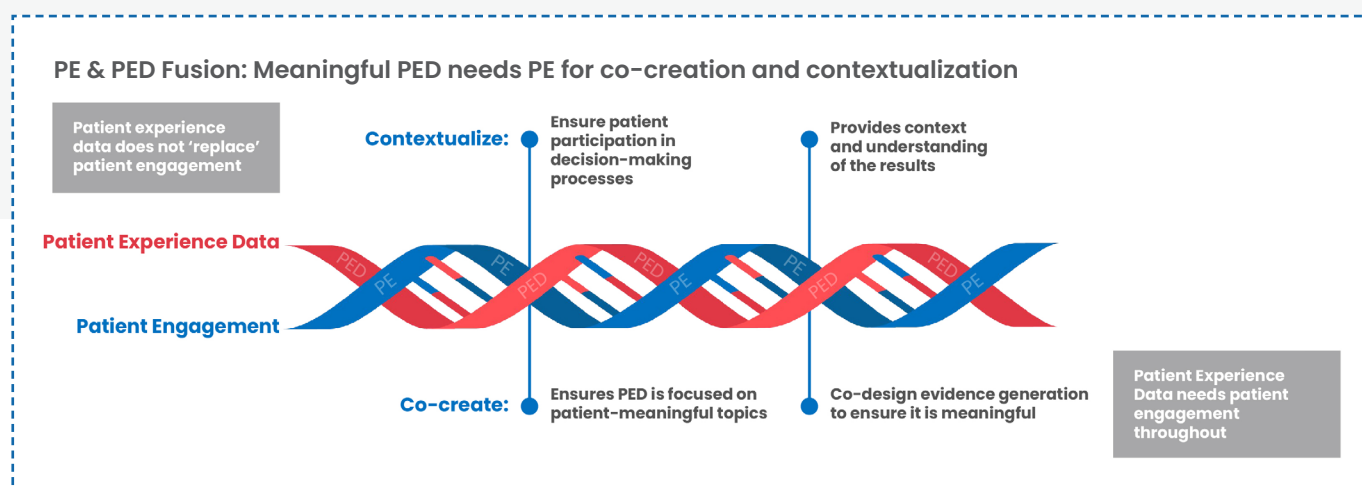 PE & PED Fusion: Meaningful PED needs PE for co-creation and contextualization
Patient experience
data does not ‘replace’
patient engagement
Contextualize:
Ensure patient
participation in
decision-making
processes
Provides context
and understanding
of the results
Patient Experience Data
Patient Engagement
PED
PE
PE
PED
PED
PE
PE
PED
PED
PE
Co-create:
Ensures PED is focused on
patient-meaningful topics
Co-design evidence generation
to ensure it is meaningful
Patient Experience
Data needs patient
engagement
throughout